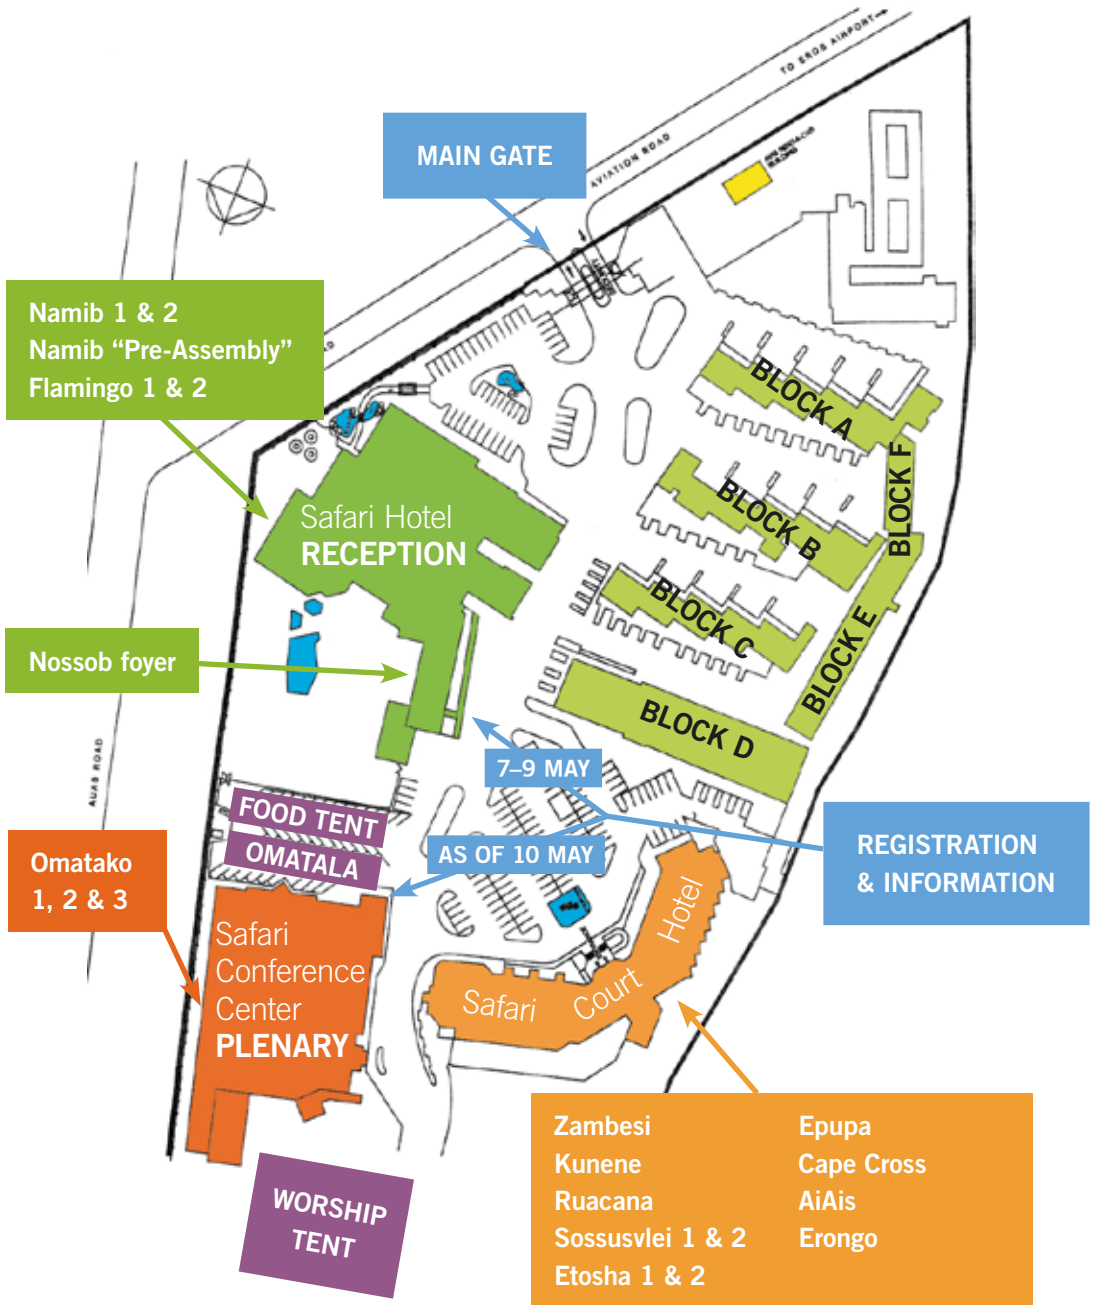 TO EROS AIRPORT
MAIN GATE
AVIATION ROAD
Namib 1 & 2
Namib “Pre-Assembly”
Flamingo 1 & 2
BLOCK A
BLOCK F
BLOCK B
Safari Hotel
RECEPTION
BLOCK C
BLOCK E
Nossob foyer
BLOCK D
7–9 MAY
AUAS ROAD
FOOD TENT
OMATALA
AS OF 10 MAY
REGISTRATION
& INFORMATION
Omatako
1, 2 & 3
Safari
Conference
Center
PLENARY
Safari Court Hotel
Zambesi
Kunene
Ruacana
Sossusvlei 1 & 2
Etosha 1 & 2
Epupa
Cape Cross
AiAis
Erongo
WORSHIP
TENT